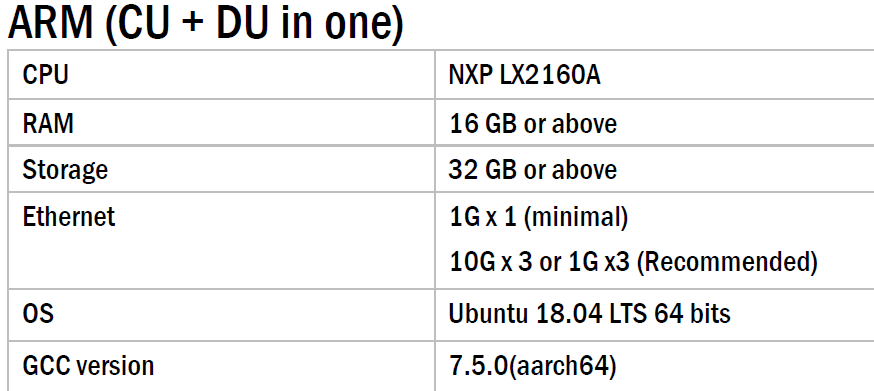 ARM (CU + DU in one)
CPU NXP LX2160A
RAM 16 GB or above
Storage 32 GB or above
Ethernet 1G x 1 (minimal)
10G x 3 or 1G x3 (Recommended)
OS Ubuntu 18.04 LTS 64 bits
GCC version 7.5.0(aarch64)